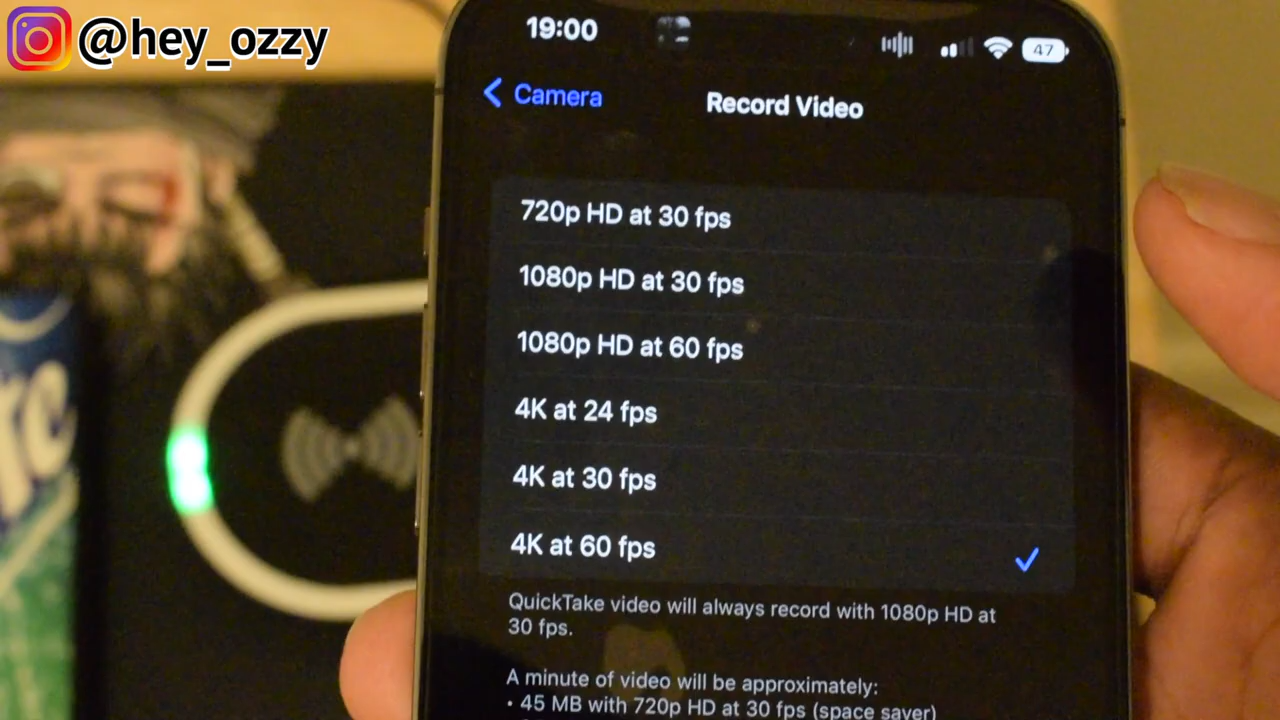 @hey_ozzy
19:00
47
Camera
Record Video
720p HD at 30 fps
1080p HD at 30 fps
1080p HD at 60 fps
4K at 24 fps
4K at 30 fps
4K at 60 fps
QuickTake video will always record with 1080p HD at
30 fps.
A minute of video will be approximately:
• 45 MB with 720p HD at 30 fps (space saver)